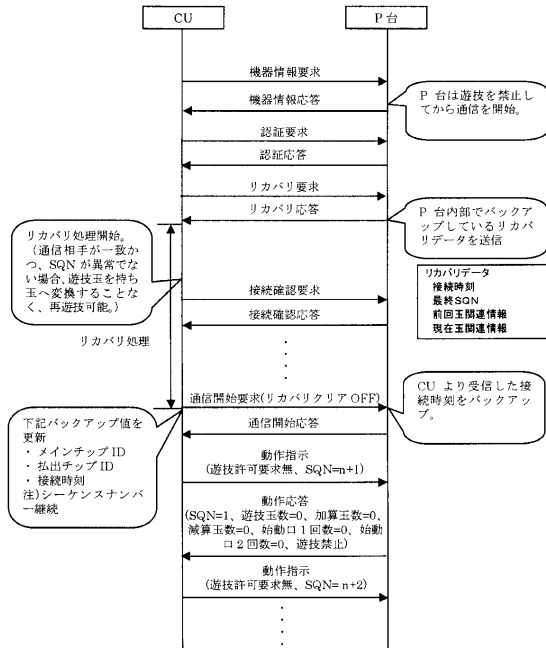 CU
P 台
機器情報要求
P 台は遊技を禁止し
てから通信を開始。
機器情報応答
認証要求
認証応答
リカバリ要求
リカバリ応答
P 台内部でバックア
ップしているリカバ
リデータを送信
リカバリ処理開始。
(通信相手が一致か
つ、SQN が異常でな
い場合、遊技玉を持ち
玉へ変換することな
く、再遊技可能。)
リカバリデータ
接続時刻
最終SQN
前回玉関連情報
現在玉関連情報
接続確認要求
接続確認応答
リカバリ処理
通信開始要求(リカバリクリア OFF)
CU より受信した接
続時刻をバックアッ
プ。
通信開始応答
下記バックアップ値を
更新
・ メインチップ ID
・ 払出チップ ID
・ 接続時刻
注)シーケンスナンバ
ー継続
動作指示
(遊技許可要求無、SQN=n+1)
動作応答
(SQN=1、遊技玉数=0、加算玉数=0、
減算玉数=0、始動口 1 回数=0、始動
口 2 回数=0、遊技禁止)
動作指示
(遊技許可要求無、SQN= n+2)